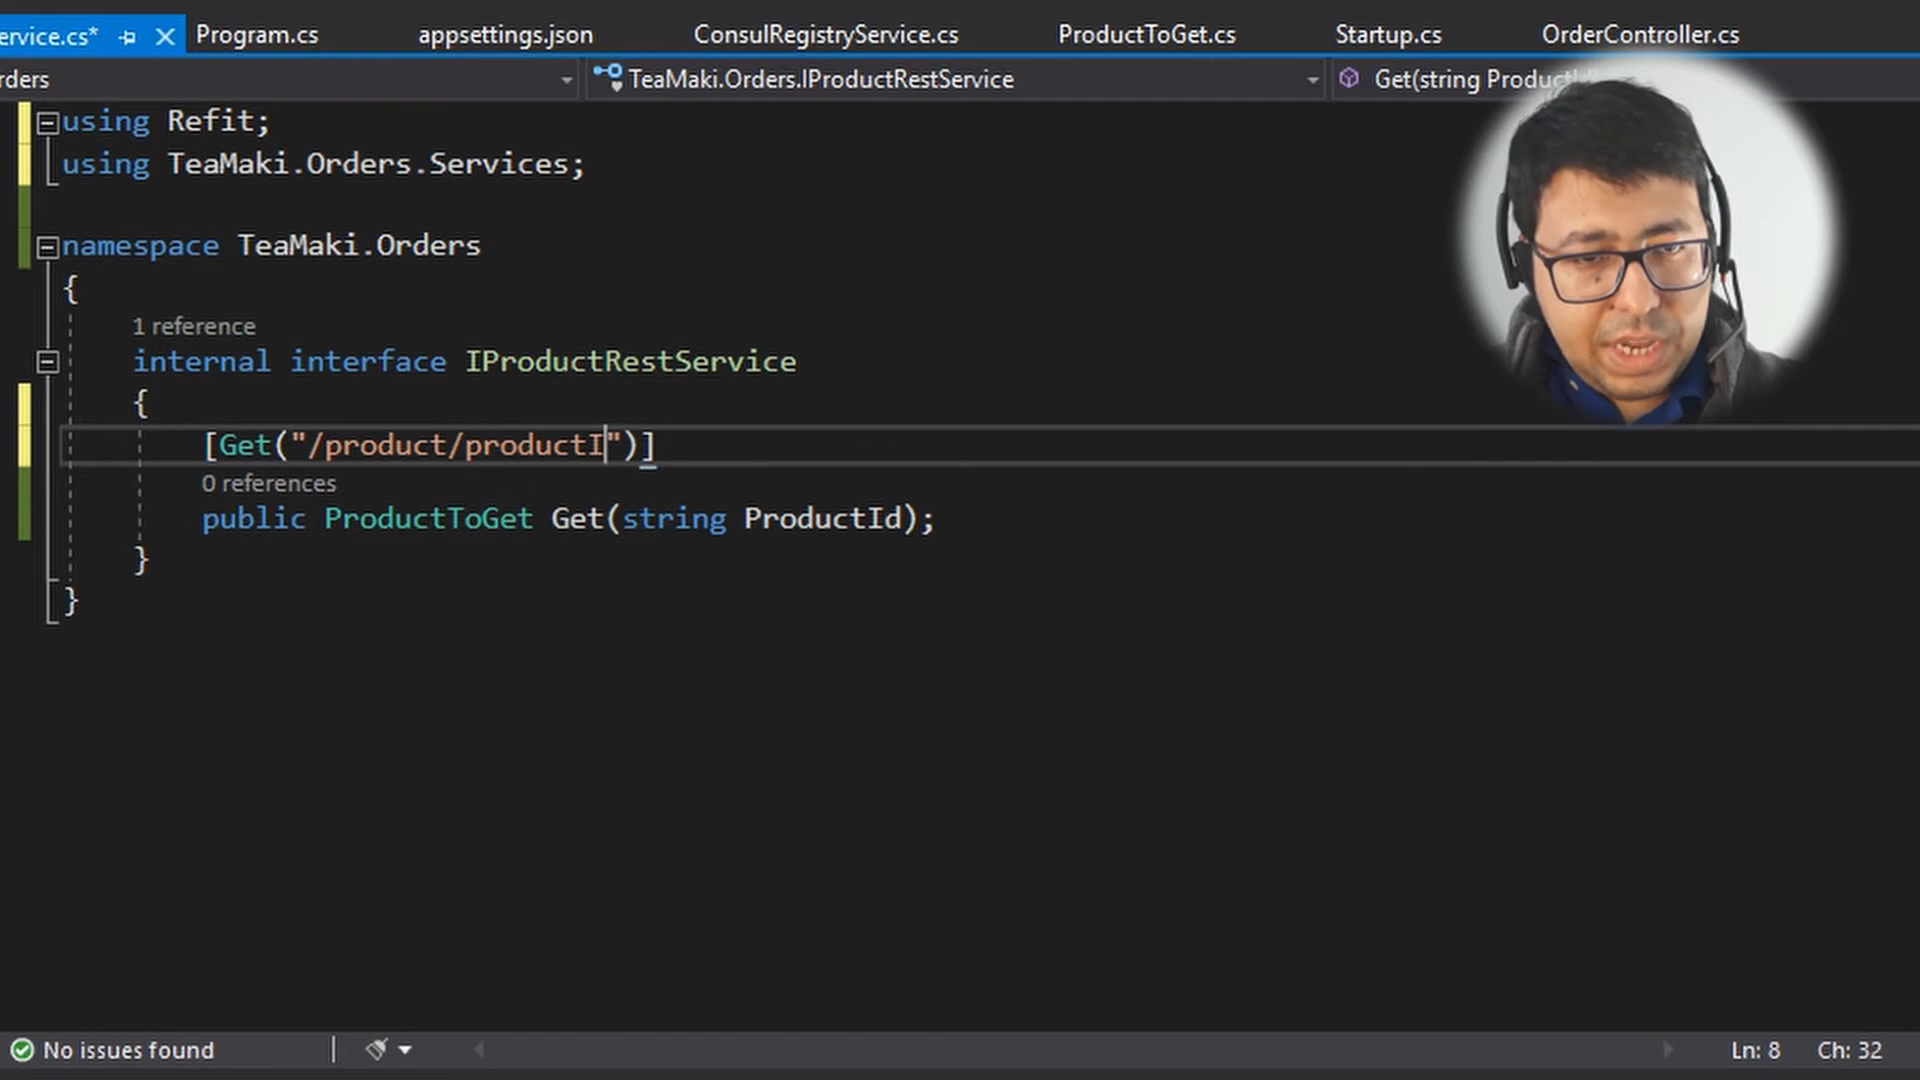 ervice.cs* Program.cs appsettings.json ConsulRegistryService.cs ProductToGet.cs Startup.cs OrderController.cs
rders TeaMaki.Orders.IProductRestService Get(string Product
using Refit;
using TeaMaki.Orders.Services;
namespace TeaMaki.Orders
{
1 reference
internal interface IProductRestService
{
[Get("/product/productI")]
0 references
public ProductToGet Get(string ProductId);
}
}
No issues found Ln: 8 Ch: 32